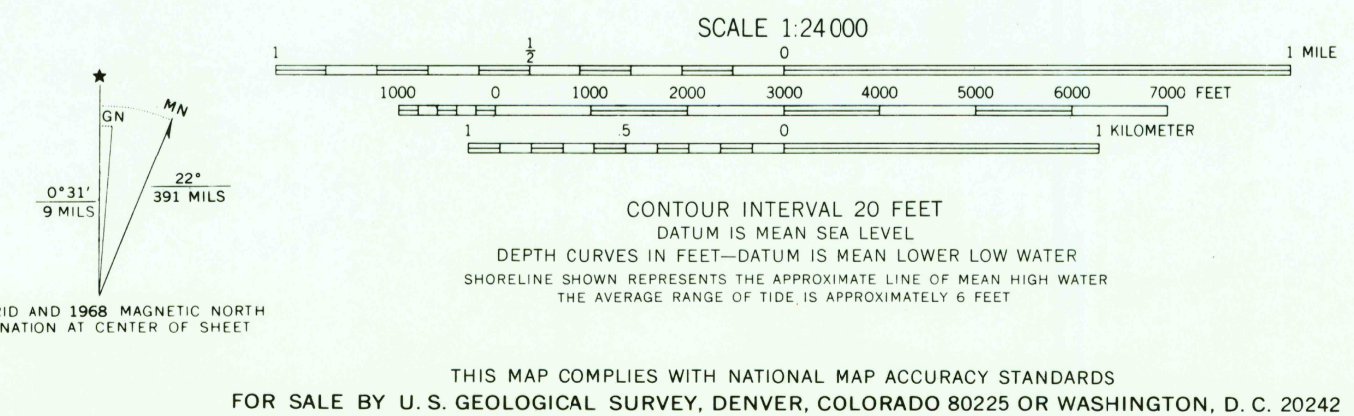 SCALE 1:24 000
1 1/2 0 1 MILE
1000 0 1000 2000 3000 4000 5000 6000 7000 FEET
1 .5 0 1 KILOMETER
★
GN MN
0°31′
9 MILS
22°
391 MILS
ID AND 1968 MAGNETIC NORTH
NATION AT CENTER OF SHEET
CONTOUR INTERVAL 20 FEET
DATUM IS MEAN SEA LEVEL
DEPTH CURVES IN FEET—DATUM IS MEAN LOWER LOW WATER
SHORELINE SHOWN REPRESENTS THE APPROXIMATE LINE OF MEAN HIGH WATER
THE AVERAGE RANGE OF TIDE IS APPROXIMATELY 6 FEET
THIS MAP COMPLIES WITH NATIONAL MAP ACCURACY STANDARDS
FOR SALE BY U. S. GEOLOGICAL SURVEY, DENVER, COLORADO 80225 OR WASHINGTON, D. C. 20242